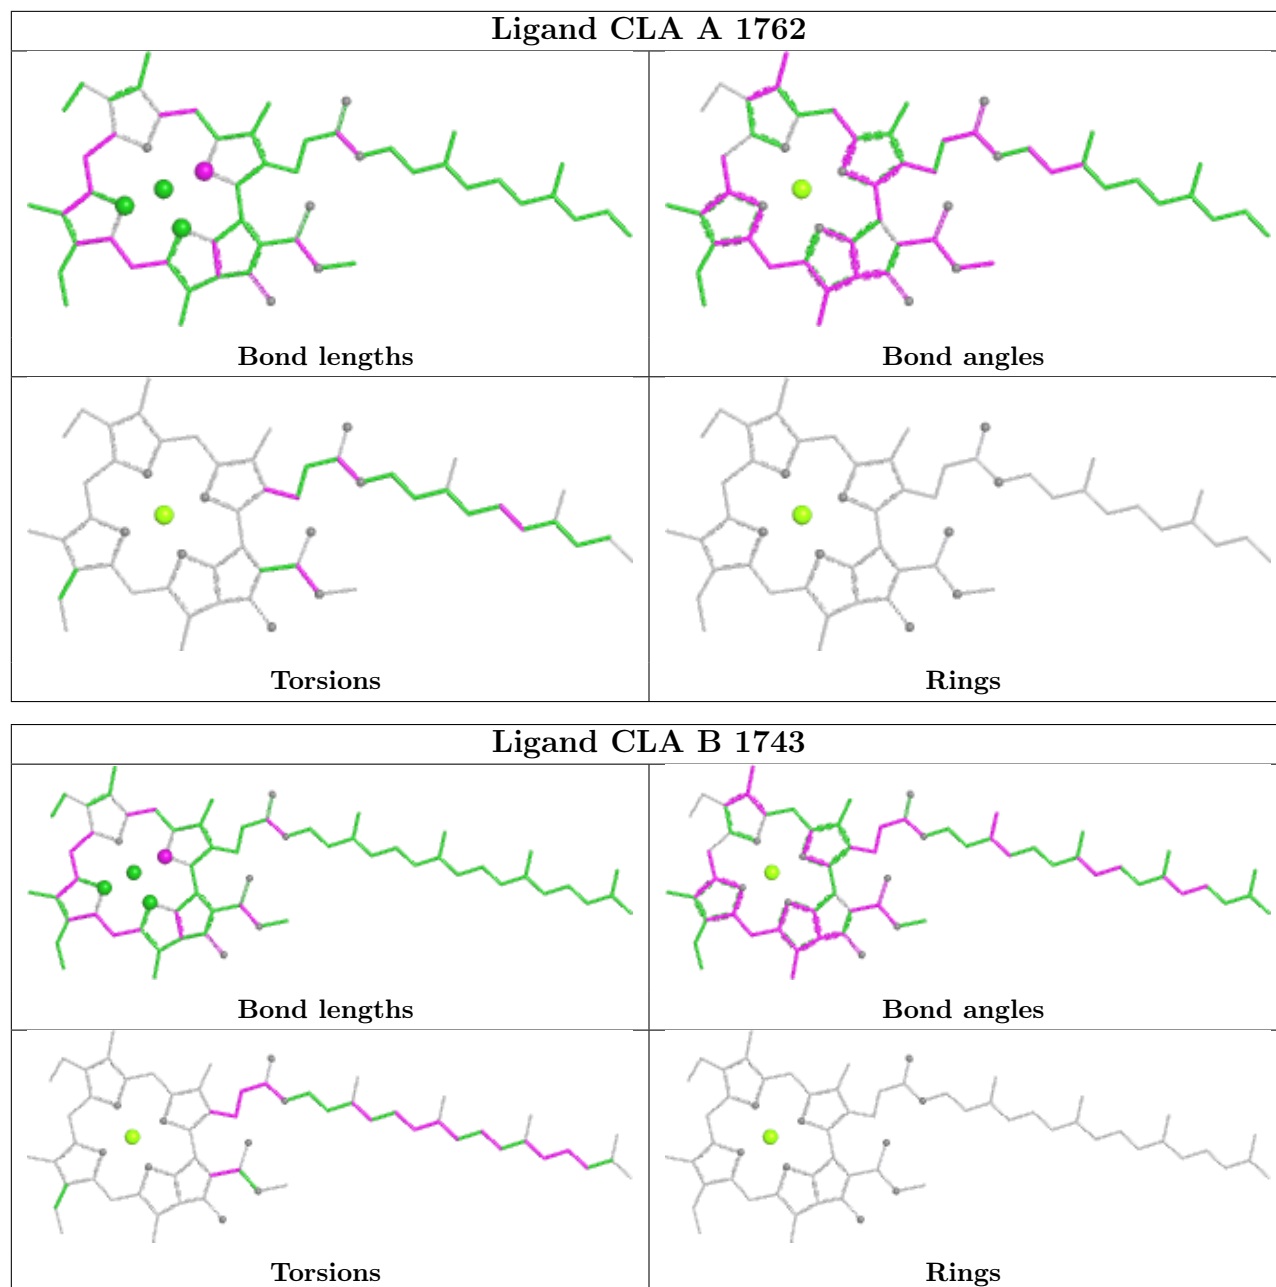 Ligand CLA A 1762
Bond lengths
Bond angles
Torsions
Rings
Ligand CLA B 1743
Bond lengths
Bond angles
Torsions
Rings